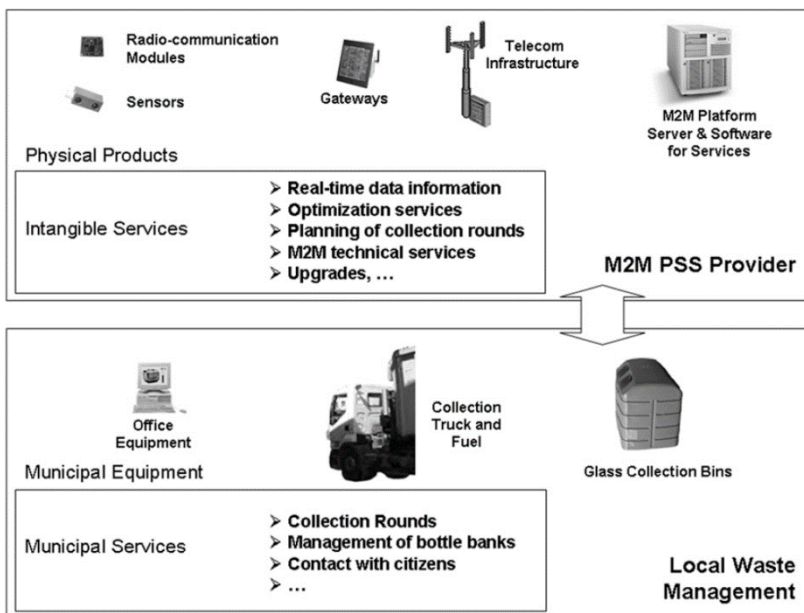 Radio-communication
Modules
Sensors
Gateways
Telecom
Infrastructure
M2M Platform
Server & Software
for Services
Physical Products
Intangible Services
➢ Real-time data information
➢ Optimization services
➢ Planning of collection rounds
➢ M2M technical services
➢ Upgrades, …
M2M PSS Provider
Office
Equipment
Collection
Truck and
Fuel
Glass Collection Bins
Municipal Equipment
Municipal Services
➢ Collection Rounds
➢ Management of bottle banks
➢ Contact with citizens
➢ …
Local Waste
Management